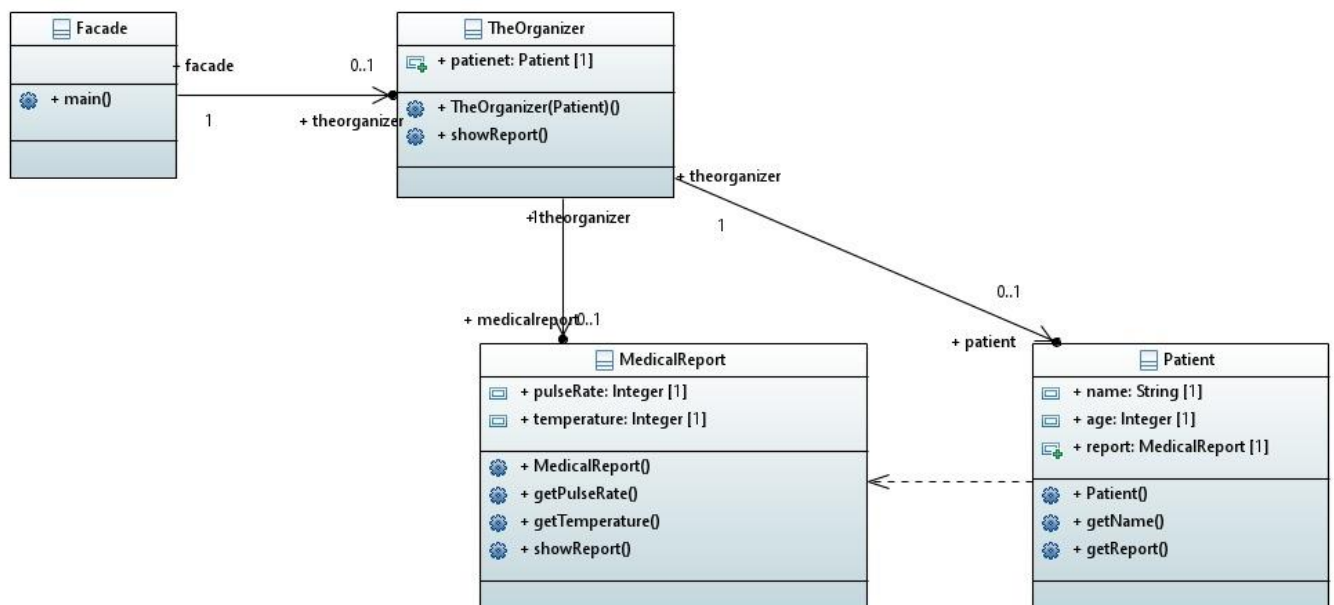 Facade
+ main()
+ facade
0..1
1
+ theorganizer
TheOrganizer
+ patienet: Patient [1]
+ TheOrganizer(Patient)()
+ showReport()
+ theorganizer
1
+ theorganizer
1
0..1
+ medicalreport
0..1
+ patient
MedicalReport
+ pulseRate: Integer [1]
+ temperature: Integer [1]
+ MedicalReport()
+ getPulseRate()
+ getTemperature()
+ showReport()
Patient
+ name: String [1]
+ age: Integer [1]
+ report: MedicalReport [1]
+ Patient()
+ getName()
+ getReport()